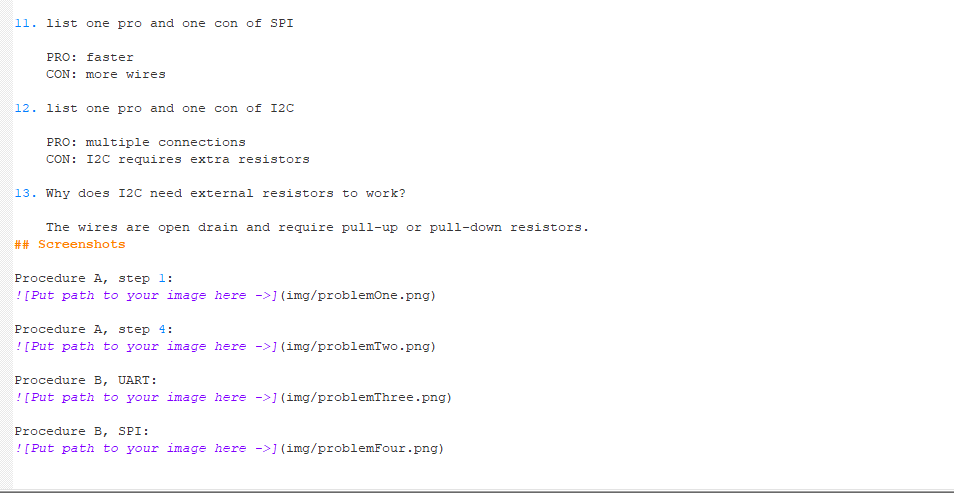 11. list one pro and one con of SPI
PRO: faster
CON: more wires
12. list one pro and one con of I2C
PRO: multiple connections
CON: I2C requires extra resistors
13. Why does I2C need external resistors to work?
The wires are open drain and require pull-up or pull-down resistors.
## Screenshots
Procedure A, step 1:
![Put path to your image here ->](img/problemOne.png)
Procedure A, step 4:
![Put path to your image here ->](img/problemTwo.png)
Procedure B, UART:
![Put path to your image here ->](img/problemThree.png)
Procedure B, SPI:
![Put path to your image here ->](img/problemFour.png)